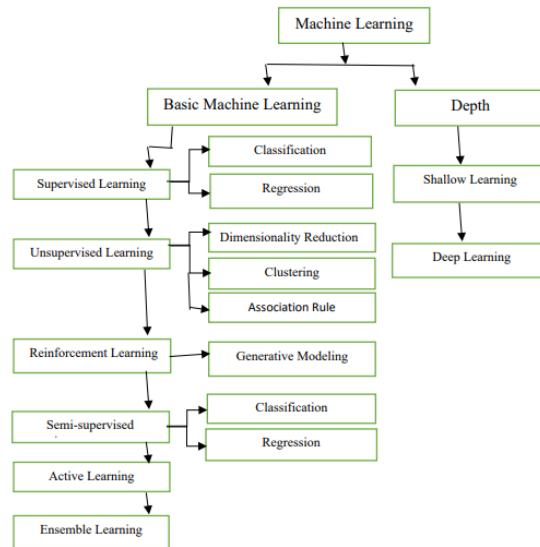 Machine Learning
Basic Machine Learning
Depth
Classification
Supervised Learning
Regression
Shallow Learning
Dimensionality Reduction
Unsupervised Learning
Clustering
Deep Learning
Association Rule
Reinforcement Learning
Generative Modeling
Classification
Semi-supervised
Regression
Active Learning
Ensemble Learning